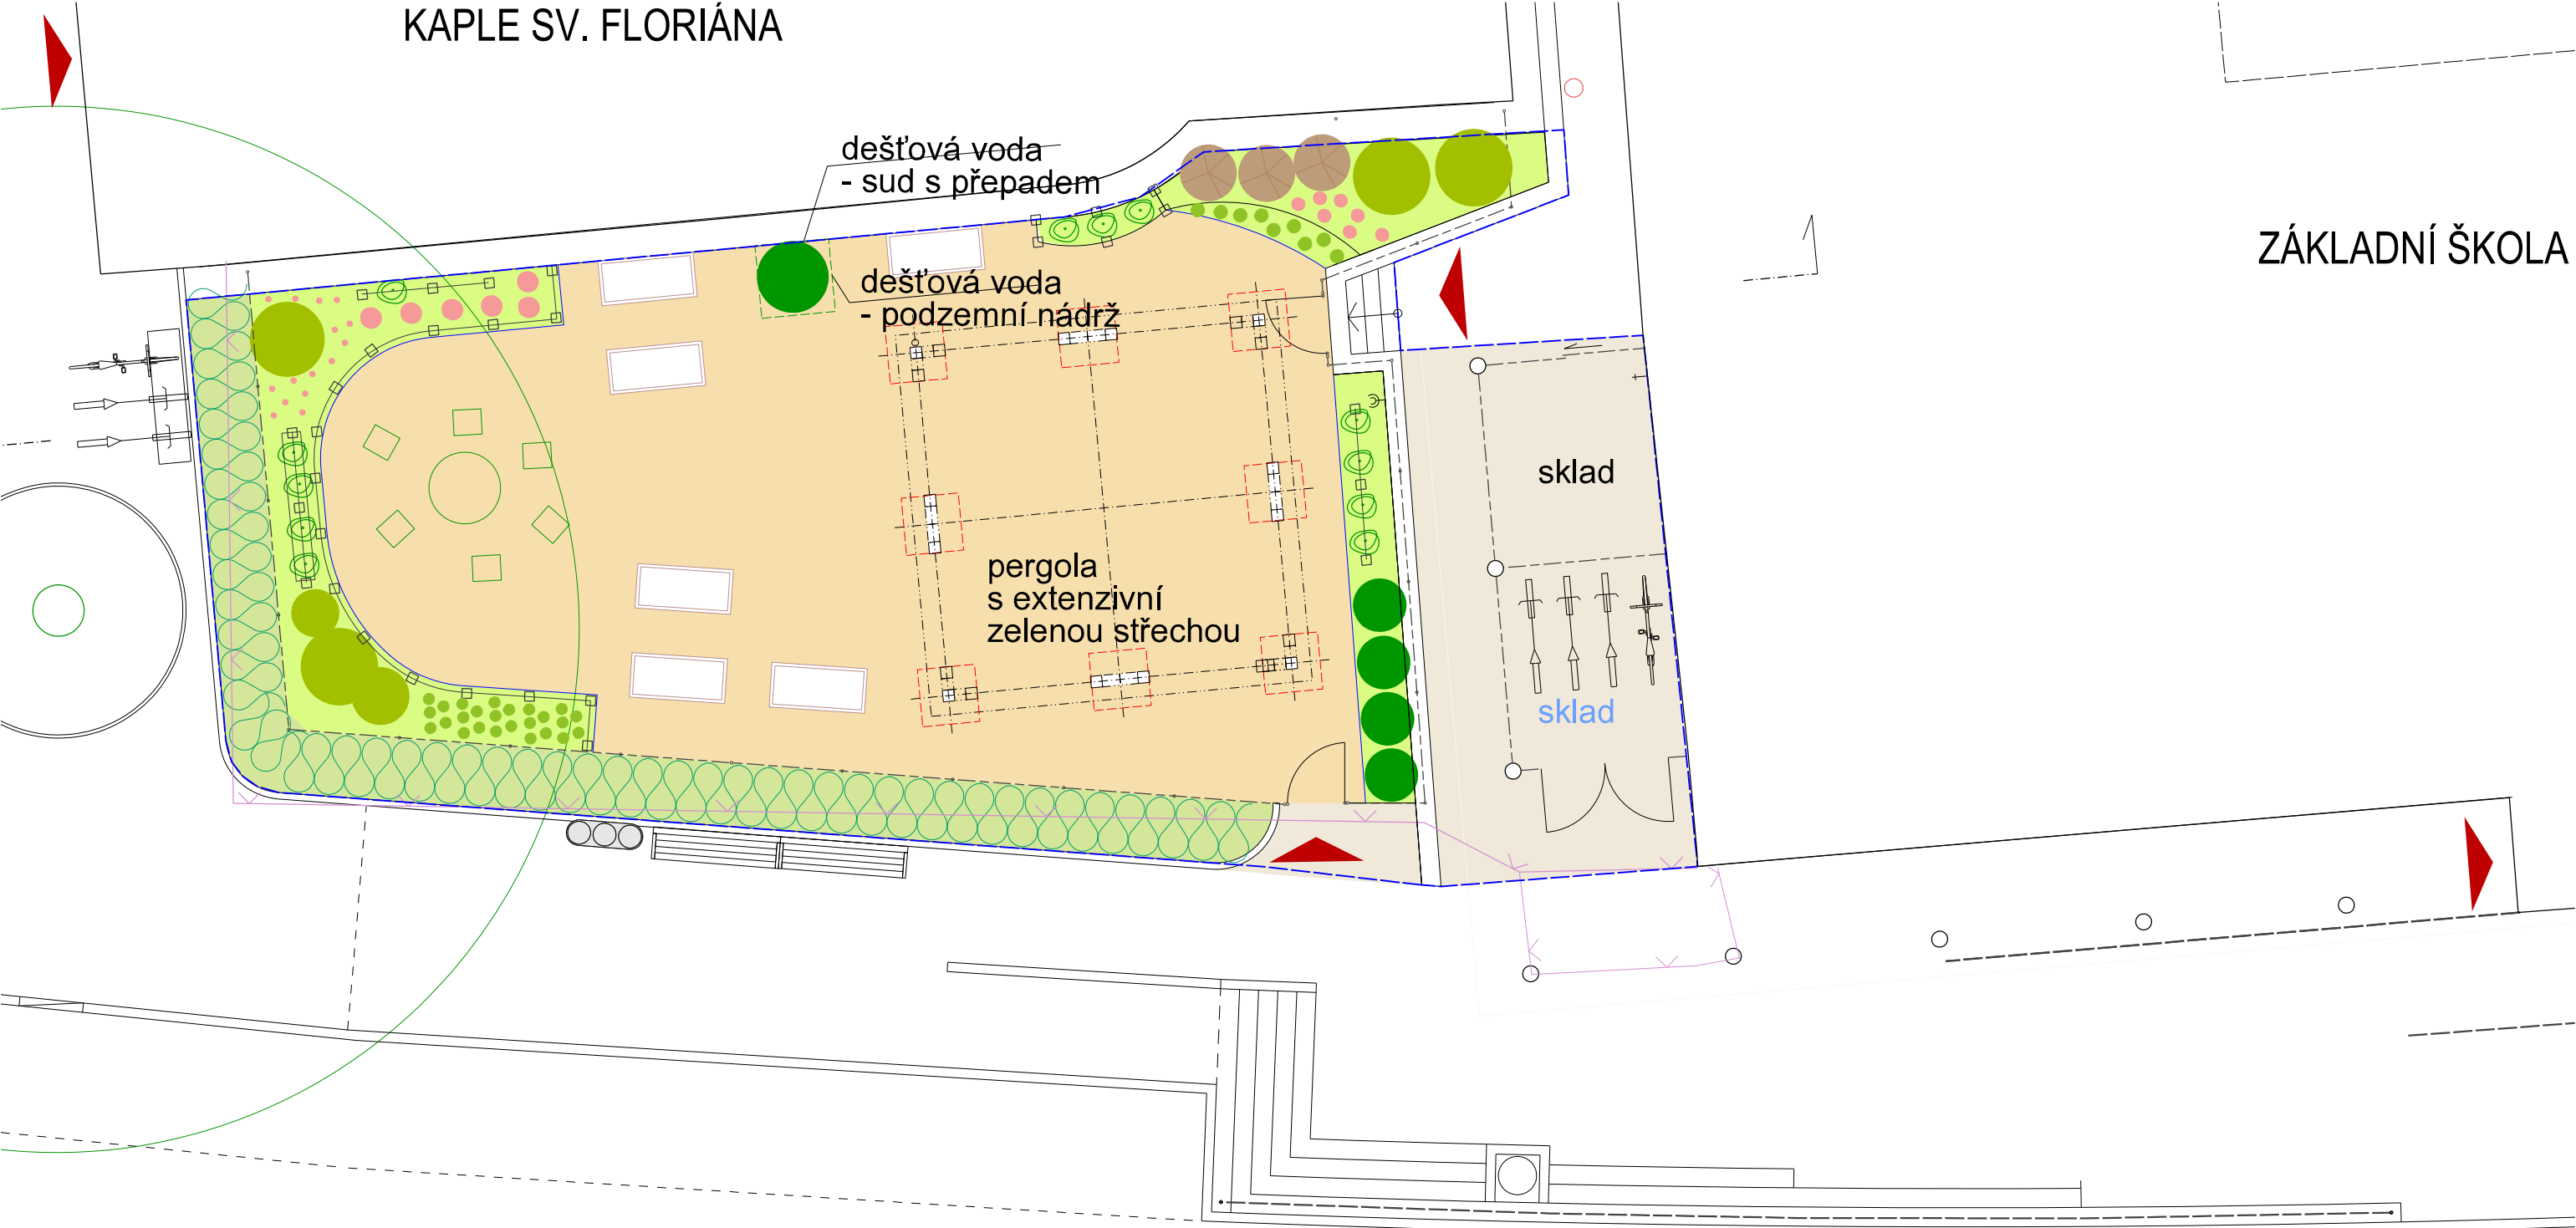 KAPLE SV. FLORIÁNA
dešťová voda
- sud s přepadem
ZÁKLADNÍ ŠKOLA
dešťová voda
- podzemní nádrž
sklad
pergola
s extenzivní
zelenou střechou
sklad